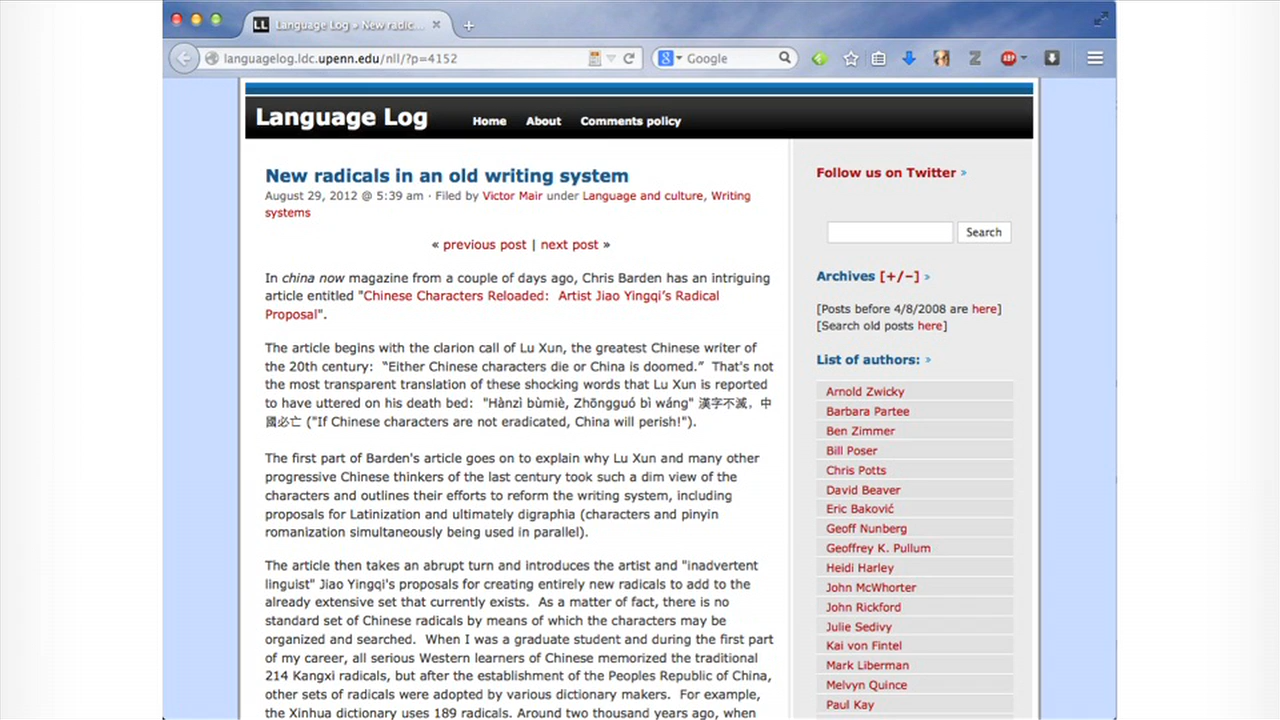 LL Language Log » New radic...
languagelog.ldc.upenn.edu/nll/?p=4152
Google
Language Log
Home
About
Comments policy
New radicals in an old writing system
August 29, 2012 @ 5:39 am · Filed by Victor Mair under Language and culture, Writing
systems
« previous post | next post »
In china now magazine from a couple of days ago, Chris Barden has an intriguing
article entitled "Chinese Characters Reloaded: Artist Jiao Yingqi’s Radical
Proposal".
The article begins with the clarion call of Lu Xun, the greatest Chinese writer of
the 20th century: “Either Chinese characters die or China is doomed.” That's not
the most transparent translation of these shocking words that Lu Xun is reported
to have uttered on his death bed: "Hànzì bùmiè, Zhōngguó bì wáng" 漢字不滅，中
國必亡 ("If Chinese characters are not eradicated, China will perish!").
The first part of Barden's article goes on to explain why Lu Xun and many other
progressive Chinese thinkers of the last century took such a dim view of the
characters and outlines their efforts to reform the writing system, including
proposals for Latinization and ultimately digraphia (characters and pinyin
romanization simultaneously being used in parallel).
The article then takes an abrupt turn and introduces the artist and "inadvertent
linguist" Jiao Yingqi's proposals for creating entirely new radicals to add to the
already extensive set that currently exists. As a matter of fact, there is no
standard set of Chinese radicals by means of which the characters may be
organized and searched. When I was a graduate student and during the first part
of my career, all serious Western learners of Chinese memorized the traditional
214 Kangxi radicals, but after the establishment of the Peoples Republic of China,
other sets of radicals were adopted by various dictionary makers. For example,
the Xinhua dictionary uses 189 radicals. Around two thousand years ago, when
Follow us on Twitter »
Search
Archives [+/−] »
[Posts before 4/8/2008 are here]
[Search old posts here]
List of authors: »
Arnold Zwicky
Barbara Partee
Ben Zimmer
Bill Poser
Chris Potts
David Beaver
Eric Baković
Geoff Nunberg
Geoffrey K. Pullum
Heidi Harley
John McWhorter
John Rickford
Julie Sedivy
Kai von Fintel
Mark Liberman
Melvyn Quince
Paul Kay